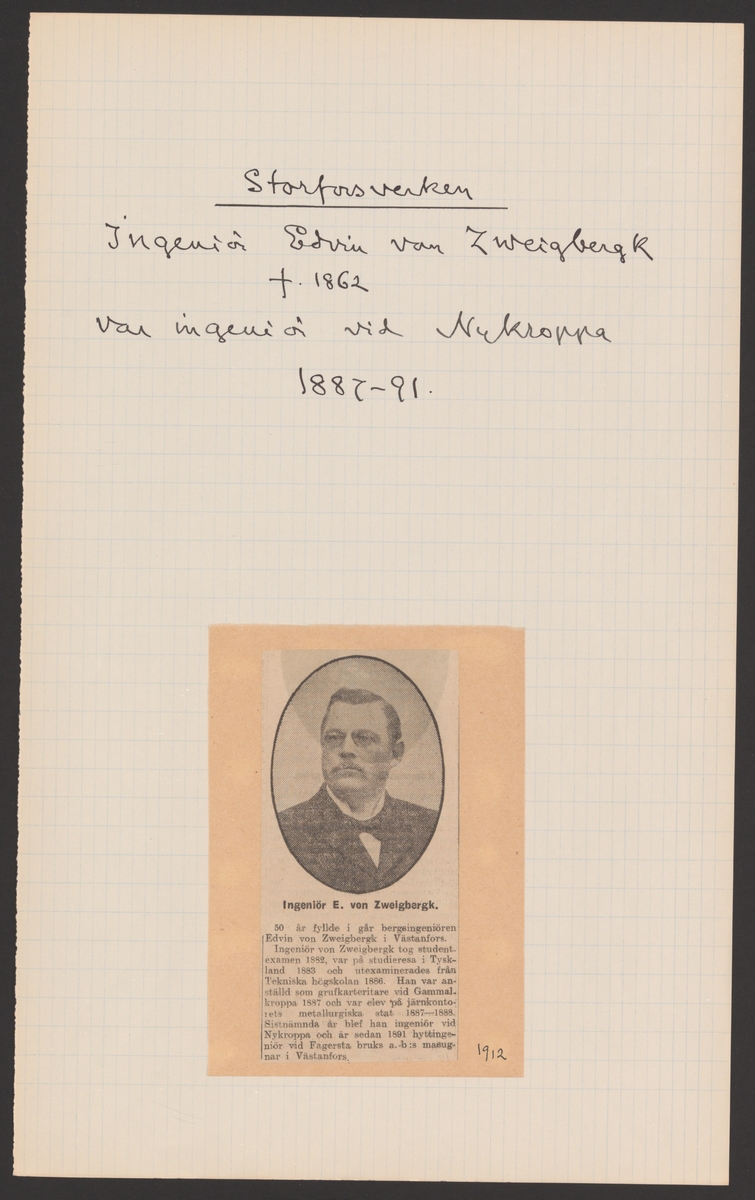 Storforsverken
Ingeniör Edvin von Zweigbergk
†. 1862
var ingeniör vid Nykroppa
1887-91.
Ingeniör E. von Zweigbergk.
50 år fyllde i går bergsingeniören
Edvin von Zweigbergk i Västanfors.
Ingeniör von Zweigbergk tog student-
examen 1882, var på studieresa i Tysk-
land 1883 och utexaminerades från
Tekniska högskolan 1886. Han var an-
ställd som grufkarteritare vid Gammal-
kroppa 1887 och var elev på järnkonto-
rets metallurgiska stat 1887—1888.
Sistnämnda år blef han ingeniör vid
Nykroppa och är sedan 1891 hyttinge-
niör vid Fagersta bruks a.-b:s masug-
nar i Västanfors.
1912